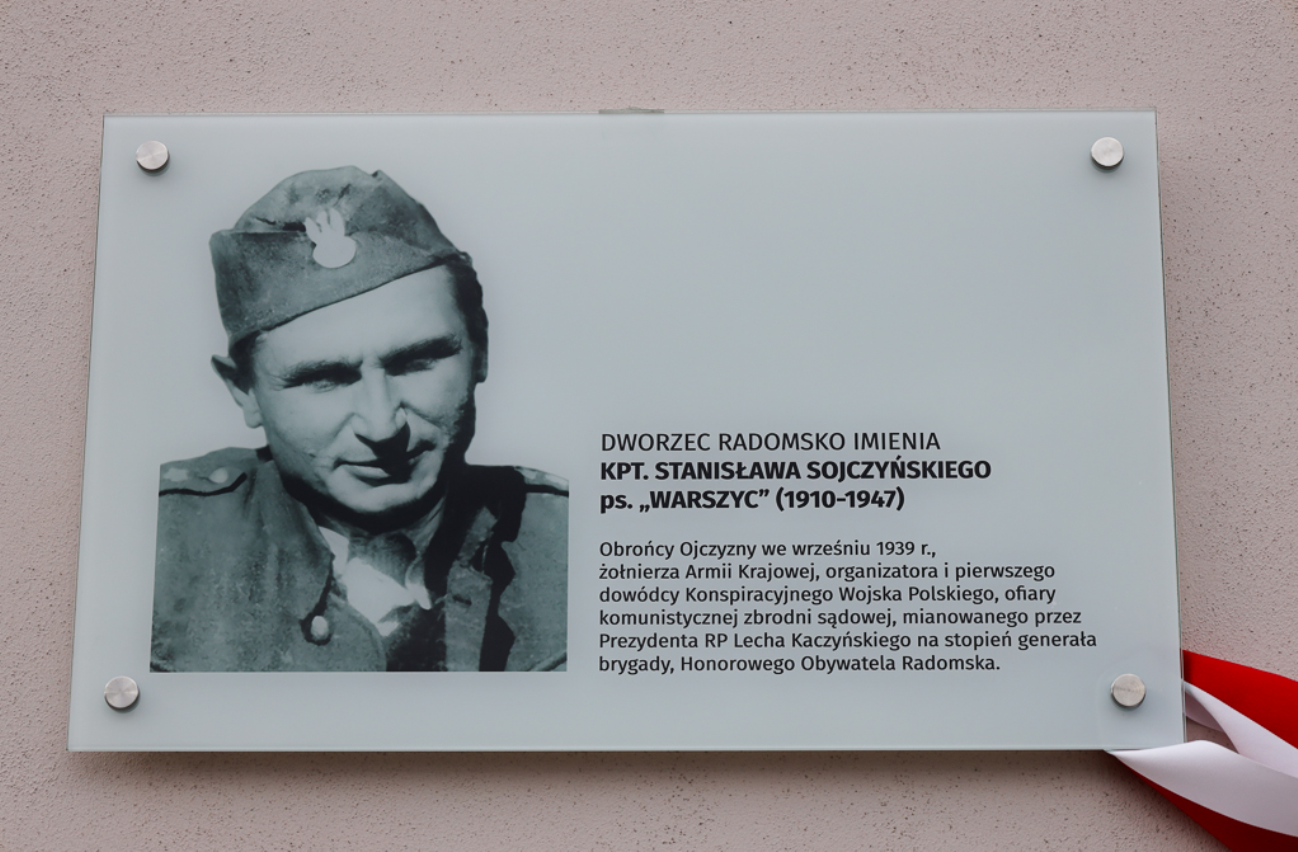 DWORZEC RADOMSKO IMIENIA
KPT. STANISŁAWA SOJCZYŃSKIEGO
ps. „WARSZYC” (1910-1947)
Obrońcy Ojczyzny we wrześniu 1939 r.,
żołnierza Armii Krajowej, organizatora i pierwszego
dowódcy Konspiracyjnego Wojska Polskiego, ofiary
komunistycznej zbrodni sądowej, mianowanego przez
Prezydenta RP Lecha Kaczyńskiego na stopień generała
brygady, Honorowego Obywatela Radomska.